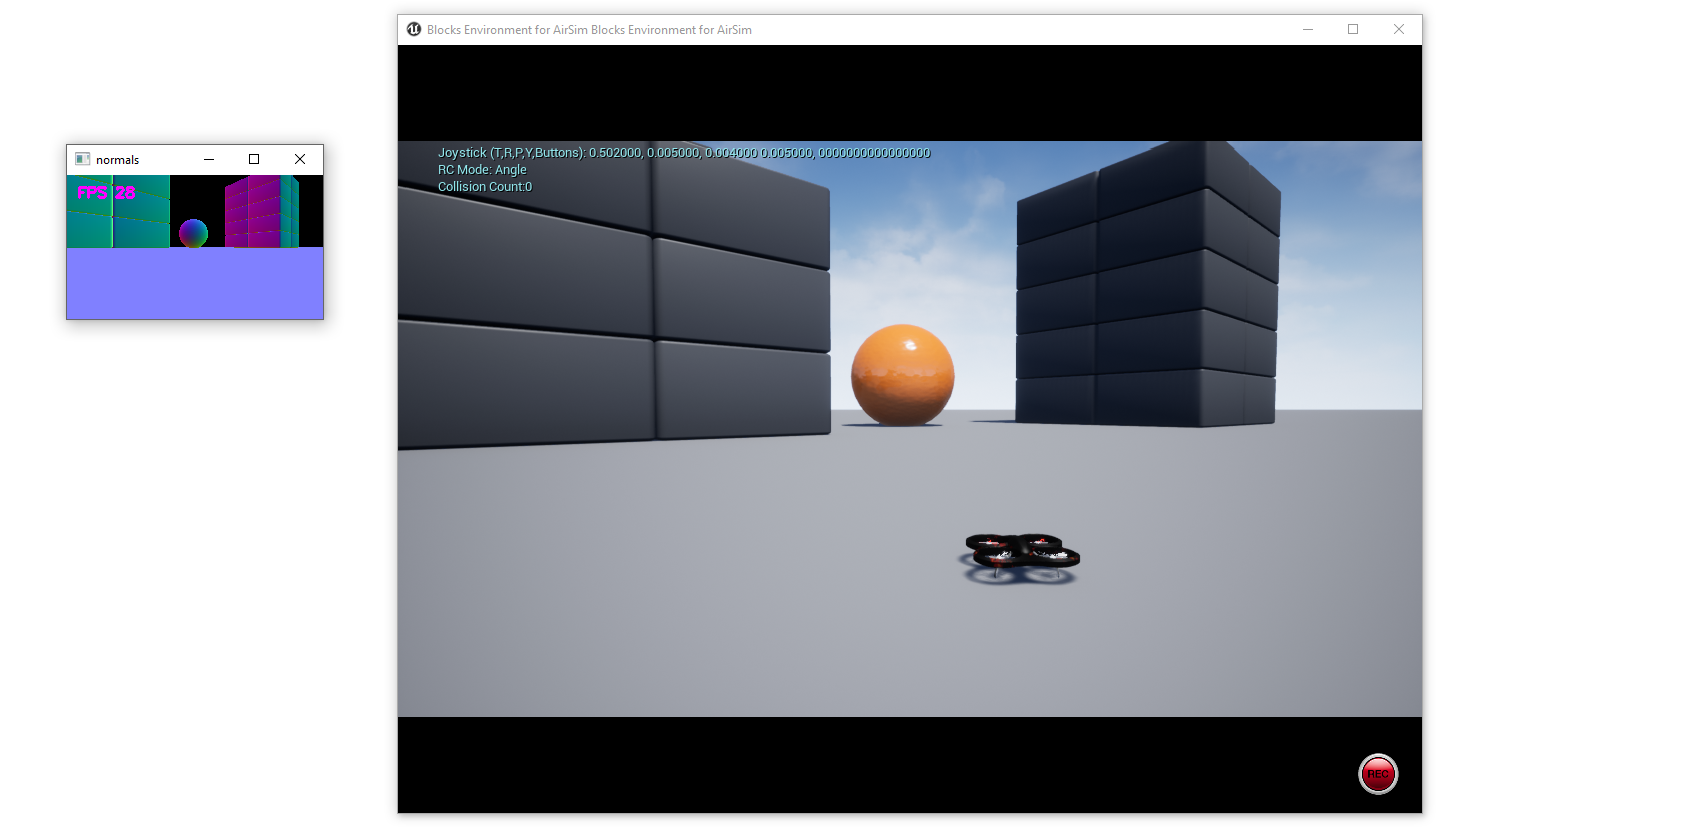 Blocks Environment for AirSim Blocks Environment for AirSim
normals
FPS 28
Joystick (T,R,P,Y,Buttons): 0.502000, 0.005000, 0.004000 0.005000, 0000000000000000
RC Mode: Angle
Collision Count:0
REC